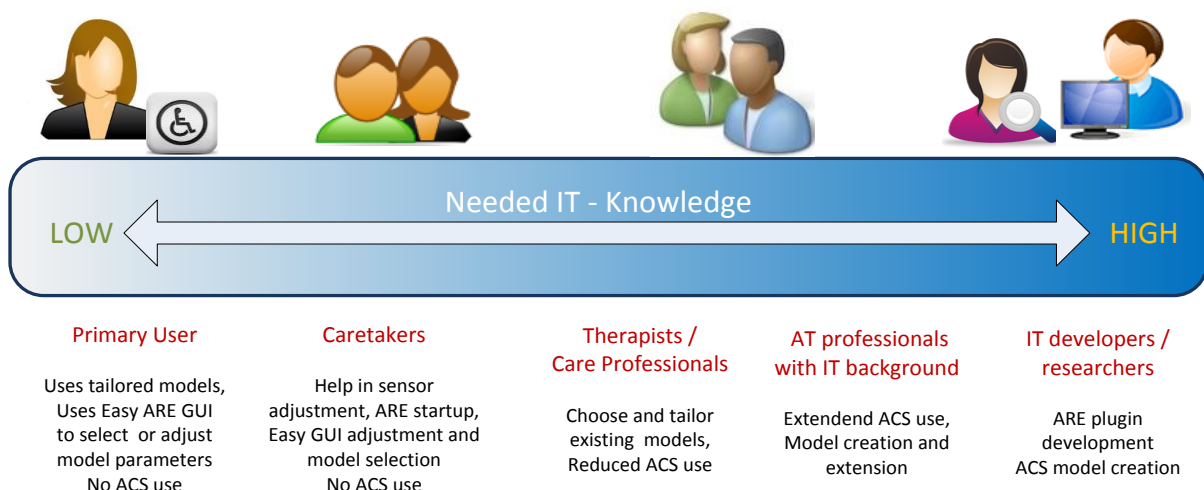 Needed IT - Knowledge
LOW
HIGH
Primary User
Uses tailored models,
Uses Easy ARE GUI
to select or adjust
model parameters
No ACS use
Caretakers
Help in sensor
adjustment, ARE startup,
Easy GUI adjustment and
model selection
No ACS use
Therapists /
Care Professionals
Choose and tailor
existing models,
Reduced ACS use
AT professionals
with IT background
Extendend ACS use,
Model creation and
extension
IT developers /
researchers
ARE plugin
development
ACS model creation